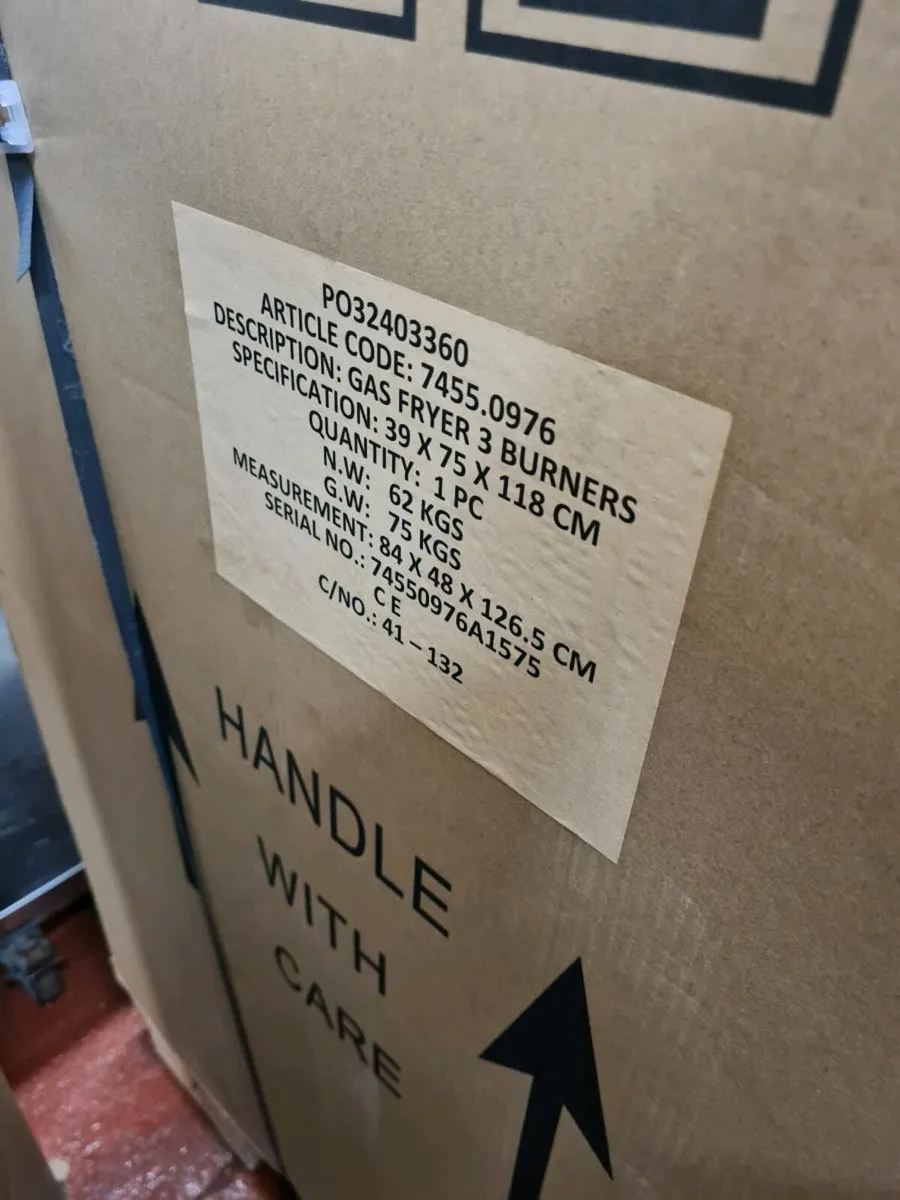 PO32403360
ARTICLE CODE: 7455.0976
DESCRIPTION: GAS FRYER 3 BURNERS
SPECIFICATION: 39 X 75 X 118 CM
QUANTITY: 1 PC
N.W: 62 KGS
G.W: 75 KGS
MEASUREMENT: 84 X 48 X 126.5 CM
SERIAL NO.: 74550976A1575
C E
C/NO.: 41 – 132
HANDLE
WITH
CARE